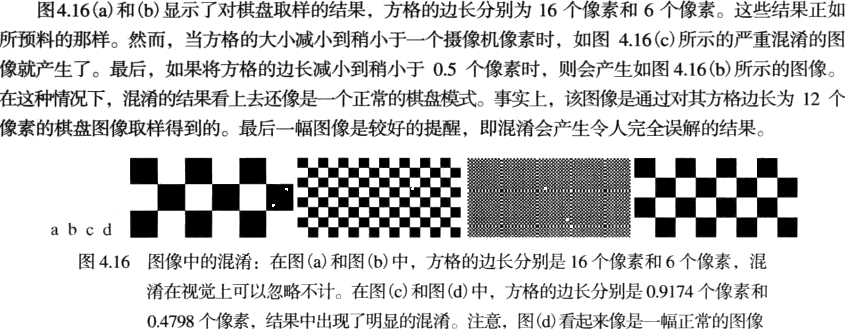 图4.16(a)和(b)显示了对棋盘取样的结果，方格的边长分别为 16 个像素和 6 个像素。这些结果正如
所预料的那样。然而，当方格的大小减小到稍小于一个摄像机像素时，如图 4.16(c)所示的严重混淆的图
像就产生了。最后，如果将方格的边长减小到稍小于 0.5 个像素时，则会产生如图4.16(b)所示的图像。
在这种情况下，混淆的结果看上去还像是一个正常的棋盘模式。事实上，该图像是通过对其方格边长为 12 个
像素的棋盘图像取样得到的。最后一幅图像是较好的提醒，即混淆会产生令人完全误解的结果。
a b c d
图 4.16 图像中的混淆：在图(a)和图(b)中，方格的边长分别是 16 个像素和 6 个像素，混
淆在视觉上可以忽略不计。在图(c)和图(d)中，方格的边长分别是 0.9174 个像素和
0.4798 个像素，结果中出现了明显的混淆。注意，图(d)看起来像是一幅正常的图像